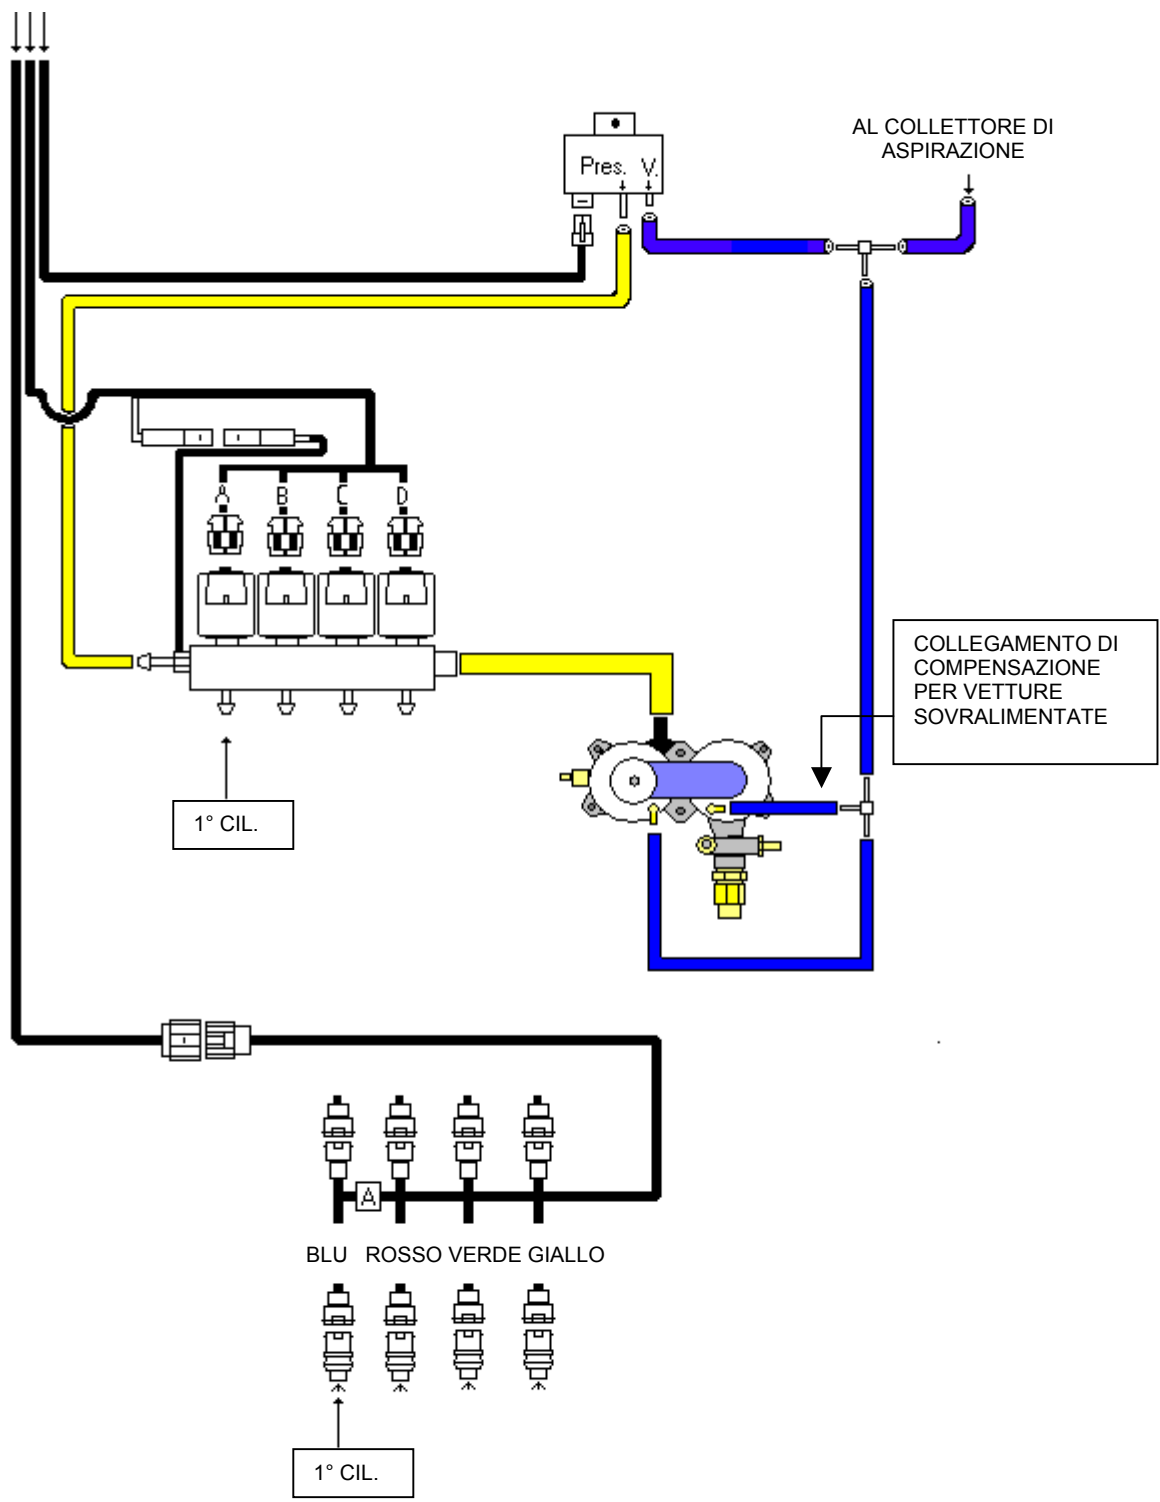 AL COLLETTORE DI
ASPIRAZIONE
Pres. V.
A B C D
COLLEGAMENTO DI
COMPENSAZIONE
PER VETTURE
SOVRALIMENTATE
1° CIL.
A
BLU ROSSO VERDE GIALLO
1° CIL.